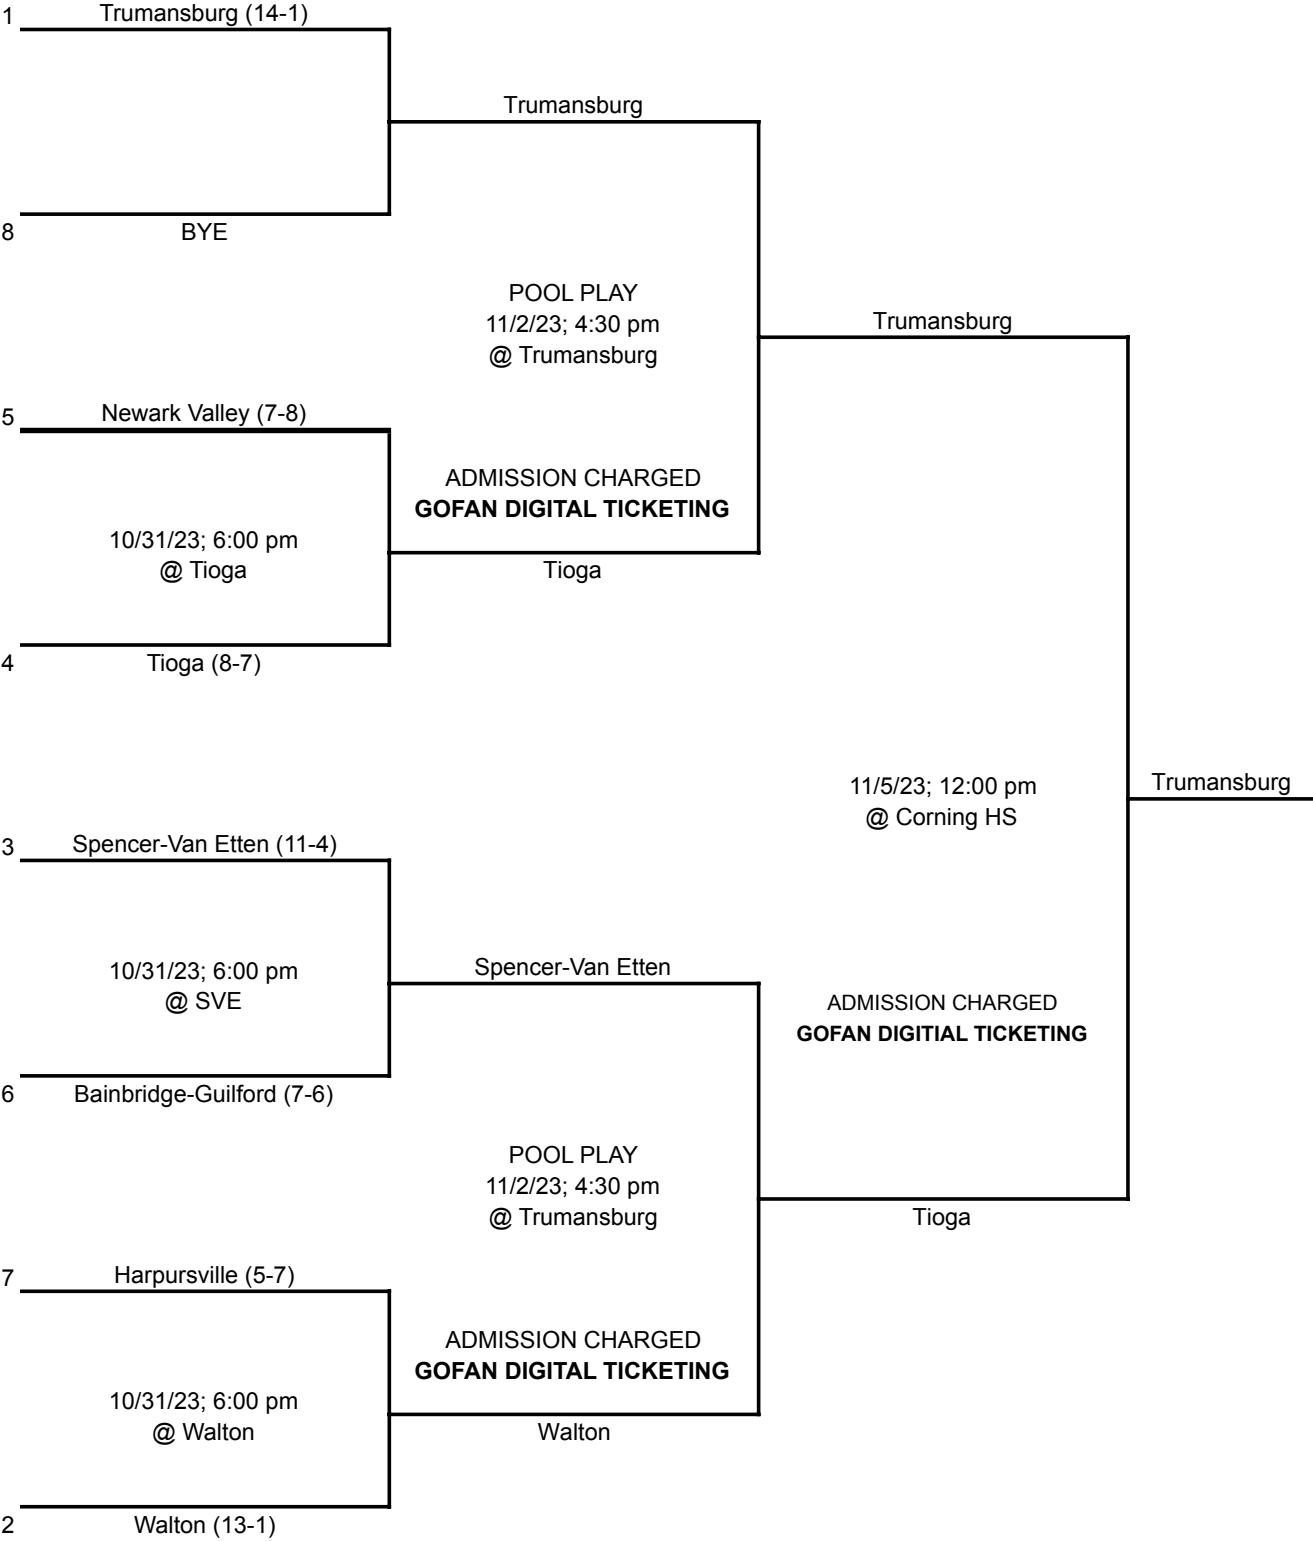 1 Trumansburg (14-1)
Trumansburg
8 BYE
POOL PLAY
11/2/23; 4:30 pm
@ Trumansburg
Trumansburg
5 Newark Valley (7-8)
ADMISSION CHARGED
GOFAN DIGITAL TICKETING
10/31/23; 6:00 pm
@ Tioga
Tioga
4 Tioga (8-7)
11/5/23; 12:00 pm
@ Corning HS
Trumansburg
3 Spencer-Van Etten (11-4)
10/31/23; 6:00 pm
@ SVE
Spencer-Van Etten
ADMISSION CHARGED
GOFAN DIGITIAL TICKETING
6 Bainbridge-Guilford (7-6)
POOL PLAY
11/2/23; 4:30 pm
@ Trumansburg
Tioga
7 Harpursville (5-7)
ADMISSION CHARGED
GOFAN DIGITAL TICKETING
10/31/23; 6:00 pm
@ Walton
Walton
2 Walton (13-1)